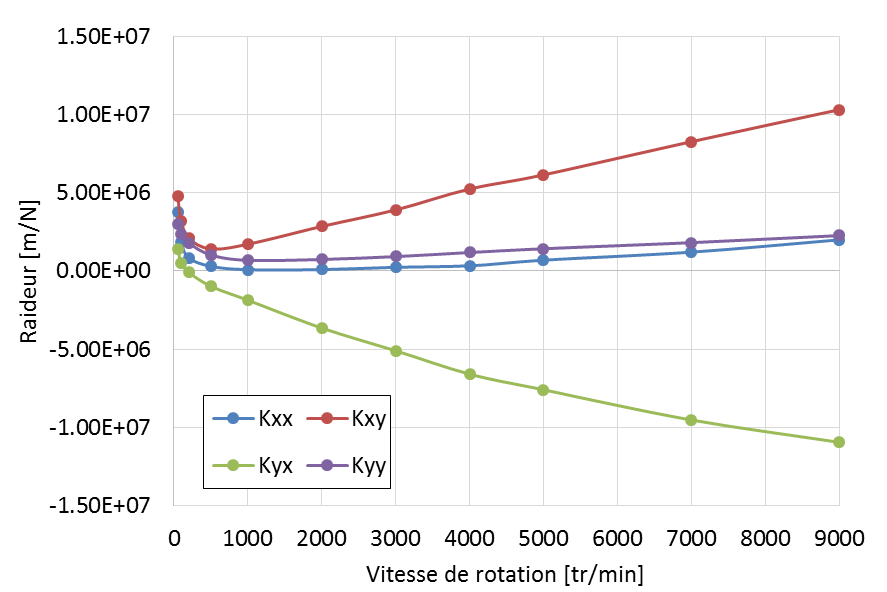 1.50E+07
1.00E+07
5.00E+06
0.00E+00
-5.00E+06
-1.00E+07
-1.50E+07
Raideur [m/N]
Kxx Kxy
Kyx Kyy
0 1000 2000 3000 4000 5000 6000 7000 8000 9000
Vitesse de rotation [tr/min]